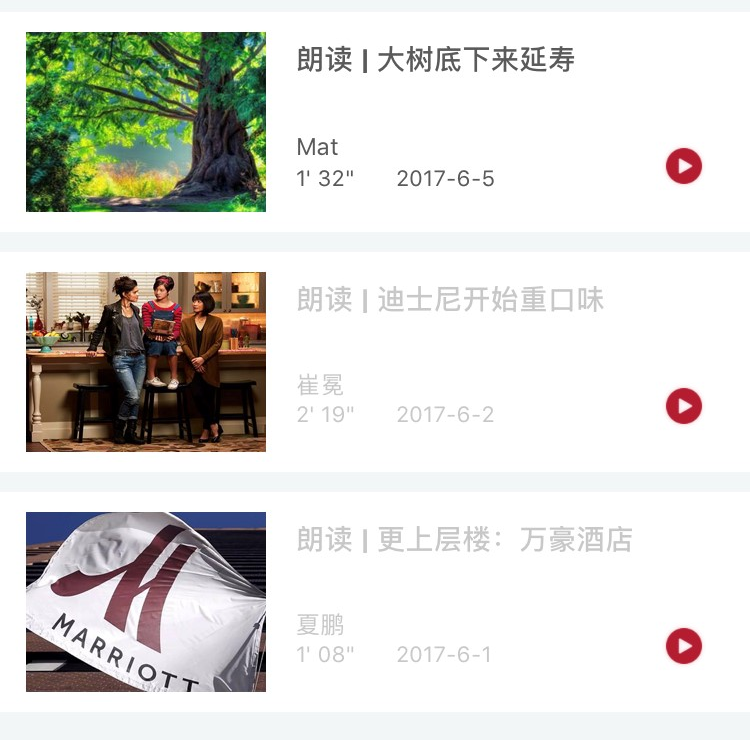 朗读 | 大树底下来延寿
Mat
1' 32" 2017-6-5
朗读 | 迪士尼开始重口味
崔冕
2' 19" 2017-6-2
朗读 | 更上层楼：万豪酒店
夏鹏
1' 08" 2017-6-1
MARRIOTT